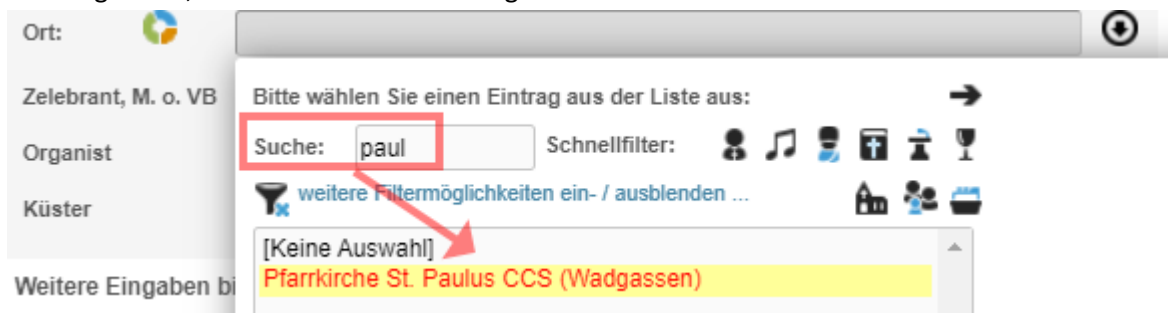 Ort:
Zelebrant, M. o. VB
Bitte wählen Sie einen Eintrag aus der Liste aus:
Organist
Suche: paul Schnellfilter:
Küster
weitere Filtermöglichkeiten ein- / ausblenden ...
[Keine Auswahl]
Pfarrkirche St. Paulus CCS (Wadgassen)
Weitere Eingaben bi